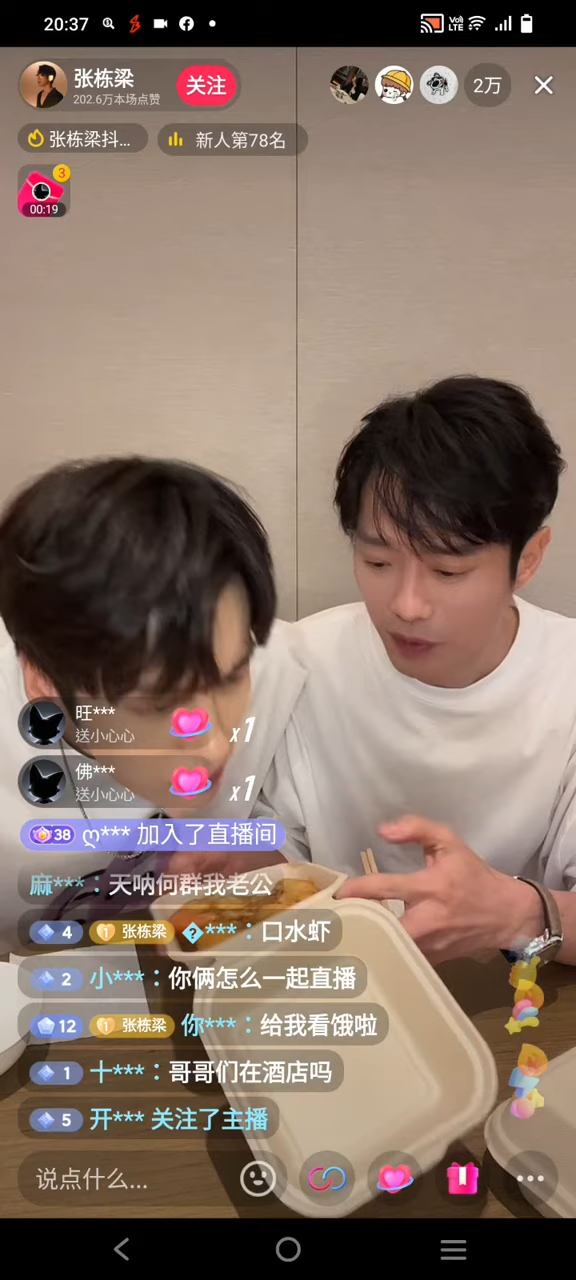 20:37
VoLTE
张栋梁
202.6万本场点赞
关注
2万
张栋梁抖...
新人第78名
3
00:19
旺***
送小心心
x1
佛***
送小心心
x1
38 ღ*** 加入了直播间
麻***：天呐何群我老公
4 1 张栋梁 �***：口水虾
2 小***：你俩怎么一起直播
12 1 张栋梁 你***：给我看饿啦
1 十***：哥哥们在酒店吗
5 开*** 关注了主播
说点什么...